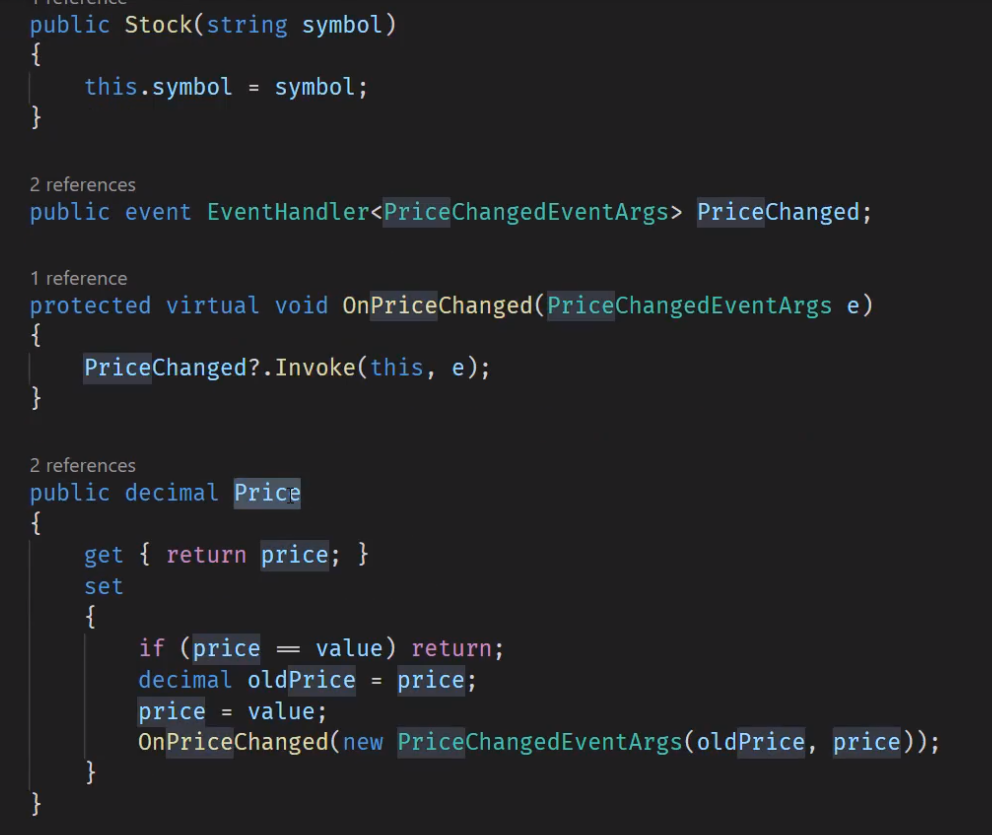 1 reference
public Stock(string symbol)
{
this.symbol = symbol;
}
2 references
public event EventHandler<PriceChangedEventArgs> PriceChanged;
1 reference
protected virtual void OnPriceChanged(PriceChangedEventArgs e)
{
PriceChanged?.Invoke(this, e);
}
2 references
public decimal Price
{
get { return price; }
set
{
if (price == value) return;
decimal oldPrice = price;
price = value;
OnPriceChanged(new PriceChangedEventArgs(oldPrice, price));
}
}